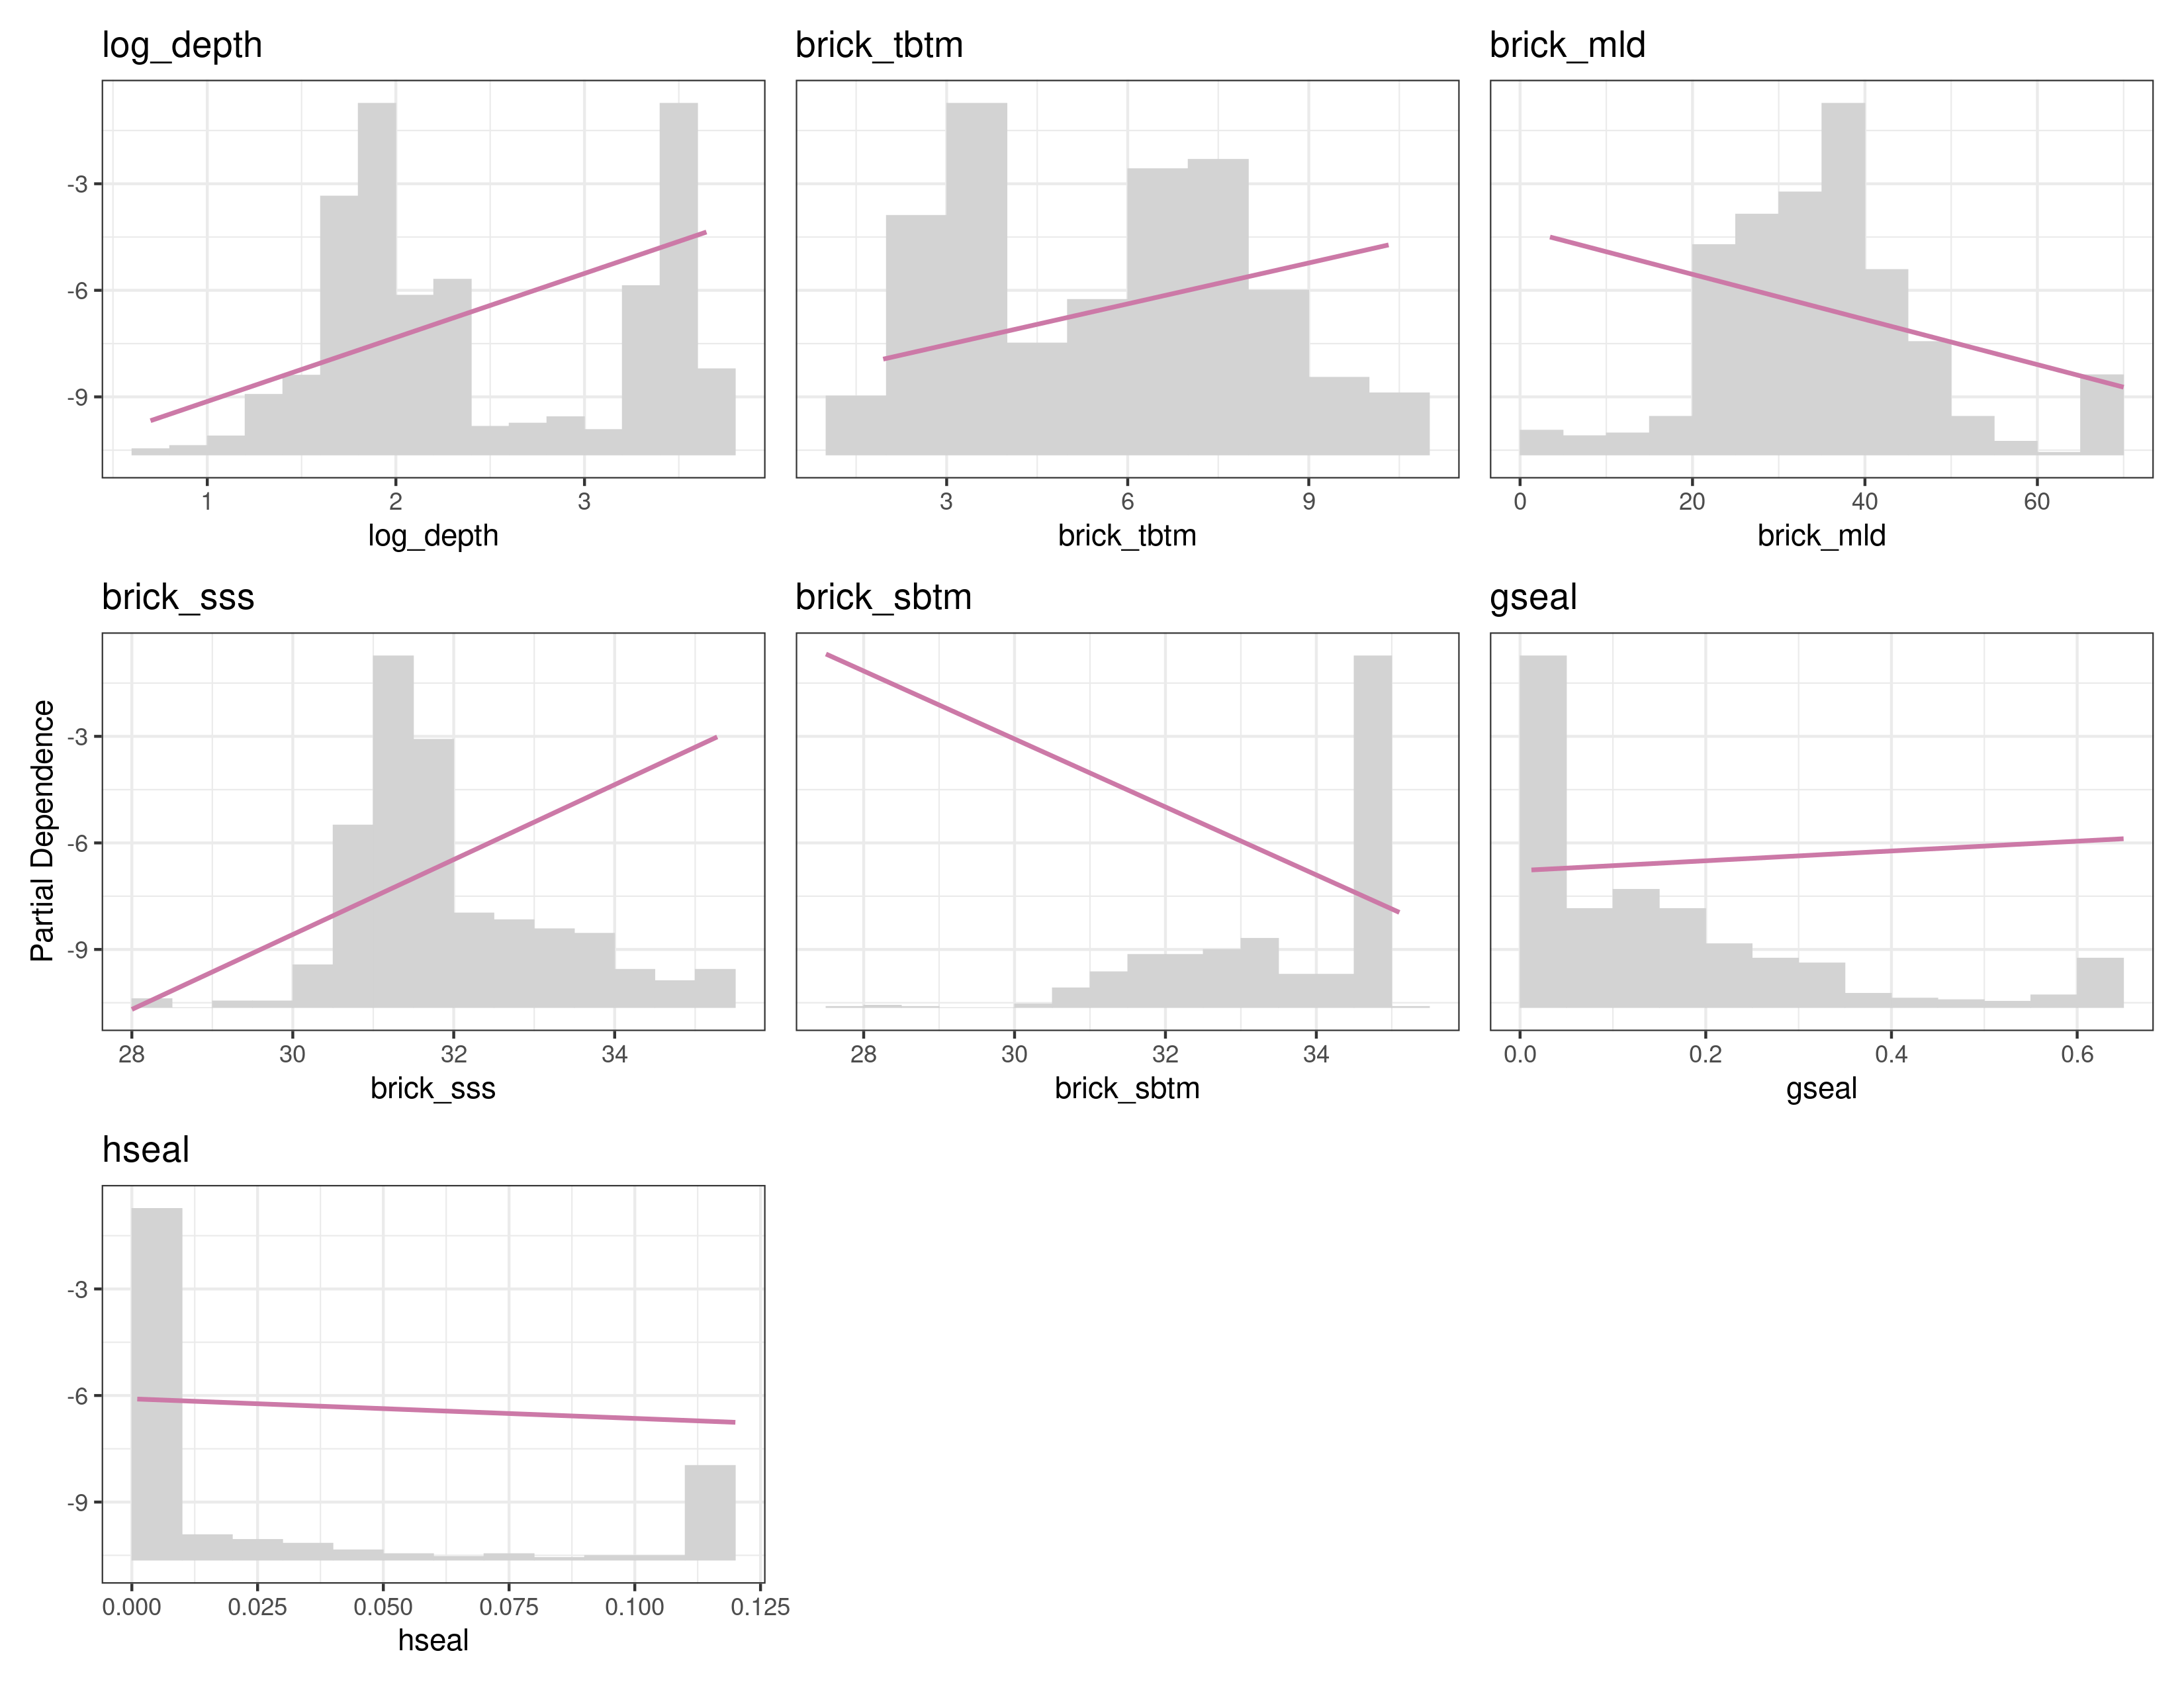 log_depth
brick_tbtm
brick_mld
-3
-6
-9
1 2 3
3 6 9
0 20 40 60
log_depth
brick_tbtm
brick_mld
brick_sss
brick_sbtm
gseal
Partial Dependence
-3
-6
-9
28 30 32 34
28 30 32 34
0.0 0.2 0.4 0.6
brick_sss
brick_sbtm
gseal
hseal
-3
-6
-9
0.000 0.025 0.050 0.075 0.100 0.125
hseal